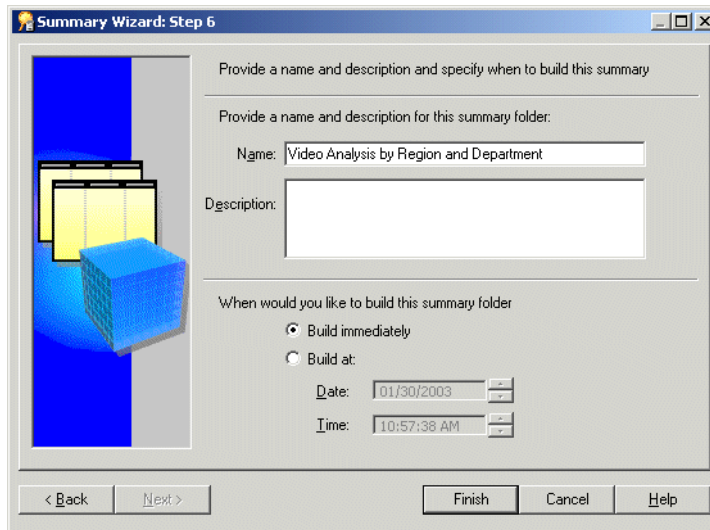 Summary Wizard: Step 6
Provide a name and description and specify when to build this summary
Provide a name and description for this summary folder:
Name: Video Analysis by Region and Department
Description:
When would you like to build this summary folder
Build immediately
Build at:
Date: 01/30/2003
Time: 10:57:38 AM
< Back Next > Finish Cancel Help